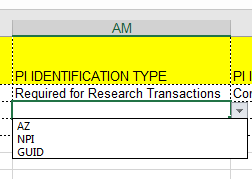 AM
PI IDENTIFICATION TYPE
PI I
Required for Research Transactions
Con
AZ
NPI
GUID